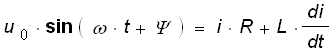 u₀ · sin( ω · t + Ψ ) = i · R + L · di/dt